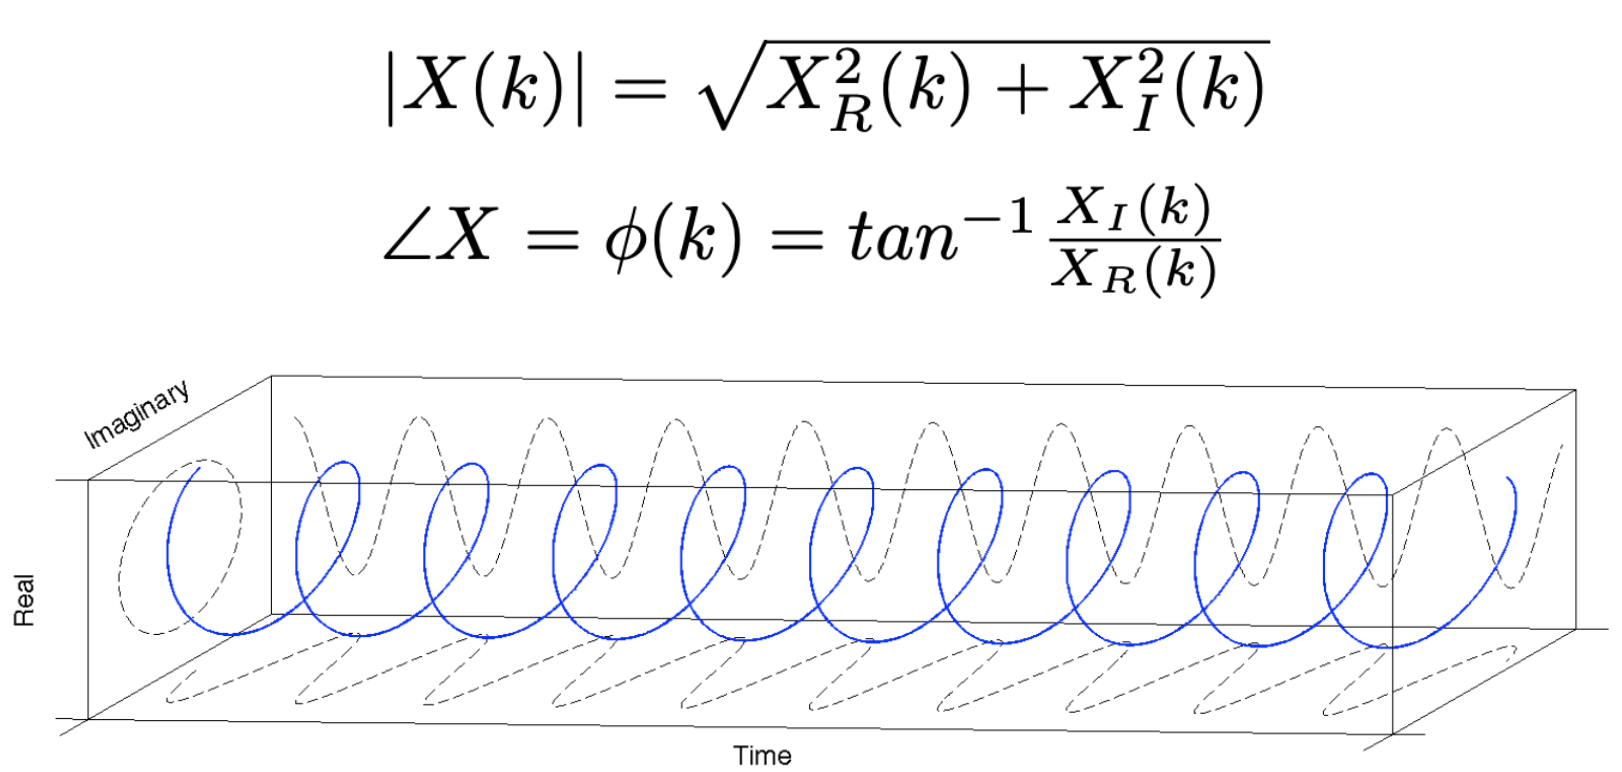 |X(k)| = √(X_R^2(k) + X_I^2(k))
∠X = ϕ(k) = tan^{-1} X_I(k)/X_R(k)
Imaginary
Real
Time